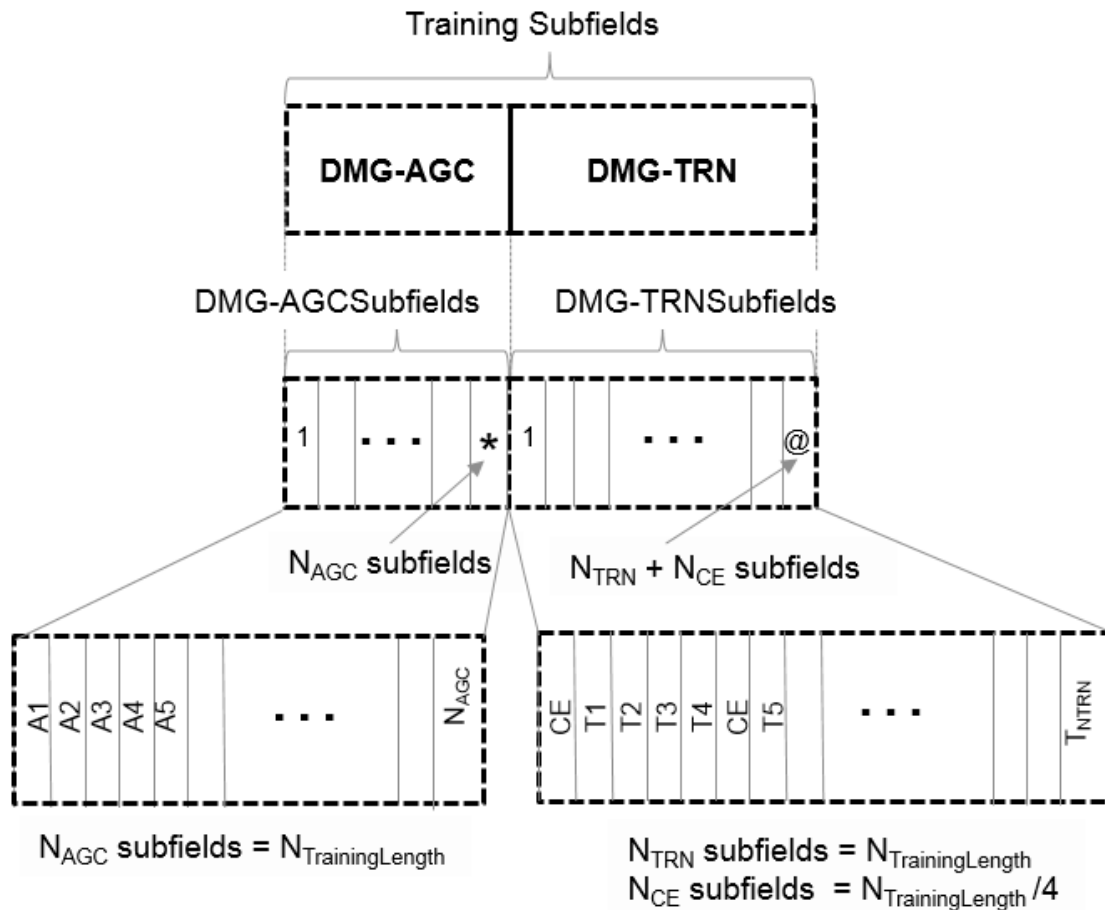 Training Subfields
DMG-AGC DMG-TRN
DMG-AGCSubfields DMG-TRNSubfields
1 ... * 1 ... @
N_AGC subfields N_TRN + N_CE subfields
A1 A2 A3 A4 A5 ... N_AGC CE T1 T2 T3 T4 CE T5 ... T_NTRN
N_AGC subfields = N_TrainingLength
N_TRN subfields = N_TrainingLength
N_CE subfields = N_TrainingLength /4